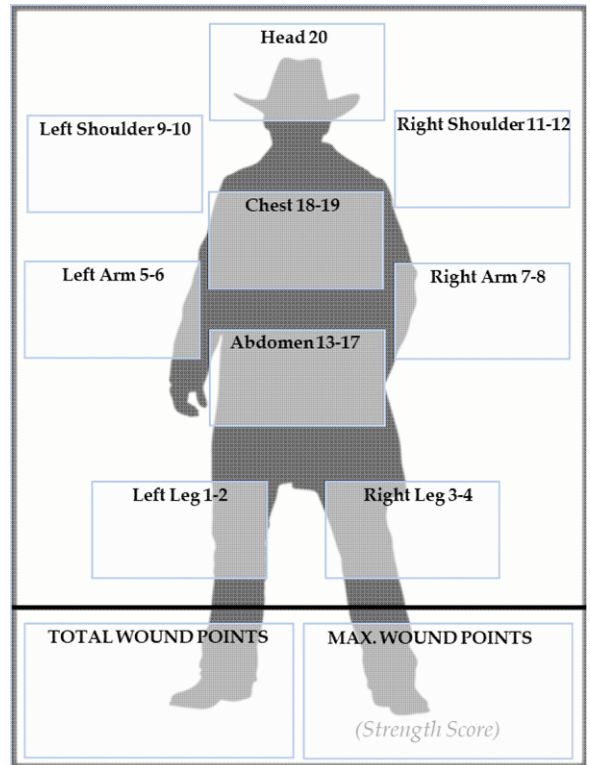 Head 20
Left Shoulder 9-10
Right Shoulder 11-12
Chest 18-19
Left Arm 5-6
Right Arm 7-8
Abdomen 13-17
Left Leg 1-2
Right Leg 3-4
TOTAL WOUND POINTS
MAX. WOUND POINTS
(Strength Score)